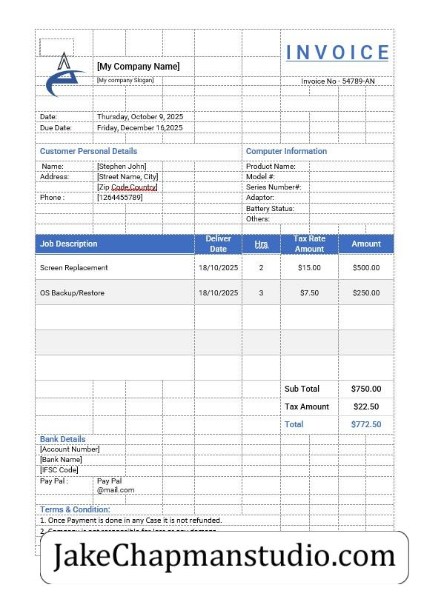 INVOICE
[My Company Name]
[My company Slogan]
Invoice No - 54789-AN
Date: Thursday, October 9, 2025
Due Date: Friday, December 16,2025
Customer Personal Details Computer Information
Name: [Stephen John] Product Name:
Address: [Street Name, City] Model #:
[Zip Code,Country] Series Number#:
Phone : [1264455789] Adaptor:
Battery Status:
Others:
Job Description Deliver Date Hrs Tax Rate Amount Amount
Screen Replacement 18/10/2025 2 $15.00 $500.00
OS Backup/Restore 18/10/2025 3 $7.50 $250.00
Sub Total $750.00
Tax Amount $22.50
Total $772.50
Bank Details
[Account Number]
[Bank Name]
[IFSC Code]
Pay Pal : Pay Pal
@mail.com
Terms & Condition:
1. Once Payment is done in any Case it is not refunded.
JakeChapmanstudio.com